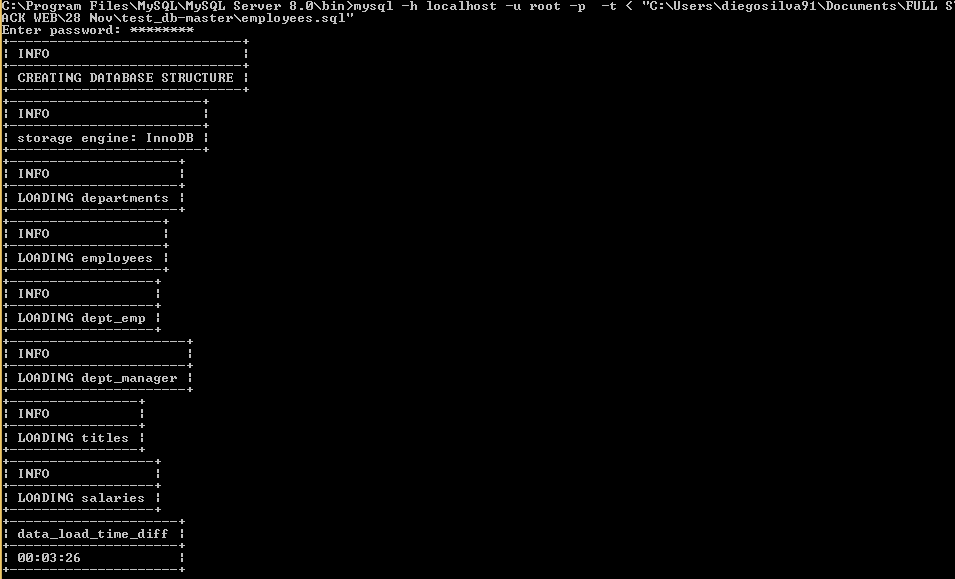 C:\Program Files\MySQL\MySQL Server 8.0\bin>mysql -h localhost -u root -p  -t < "C:\Users\diegosilva91\Documents\FULL ST
ACK WEB\28 Nov\test_db-master\employees.sql"
Enter password: ********
+-----------------------------+
| INFO                        |
+-----------------------------+
| CREATING DATABASE STRUCTURE |
+-----------------------------+
+------------------------+
| INFO                   |
+------------------------+
| storage engine: InnoDB |
+------------------------+
+---------------------+
| INFO                |
+---------------------+
| LOADING departments |
+---------------------+
+-------------------+
| INFO              |
+-------------------+
| LOADING employees |
+-------------------+
+------------------+
| INFO             |
+------------------+
| LOADING dept_emp |
+------------------+
+----------------------+
| INFO                 |
+----------------------+
| LOADING dept_manager |
+----------------------+
+----------------+
| INFO           |
+----------------+
| LOADING titles |
+----------------+
+------------------+
| INFO             |
+------------------+
| LOADING salaries |
+------------------+
+---------------------+
| data_load_time_diff |
+---------------------+
| 00:03:26            |
+---------------------+